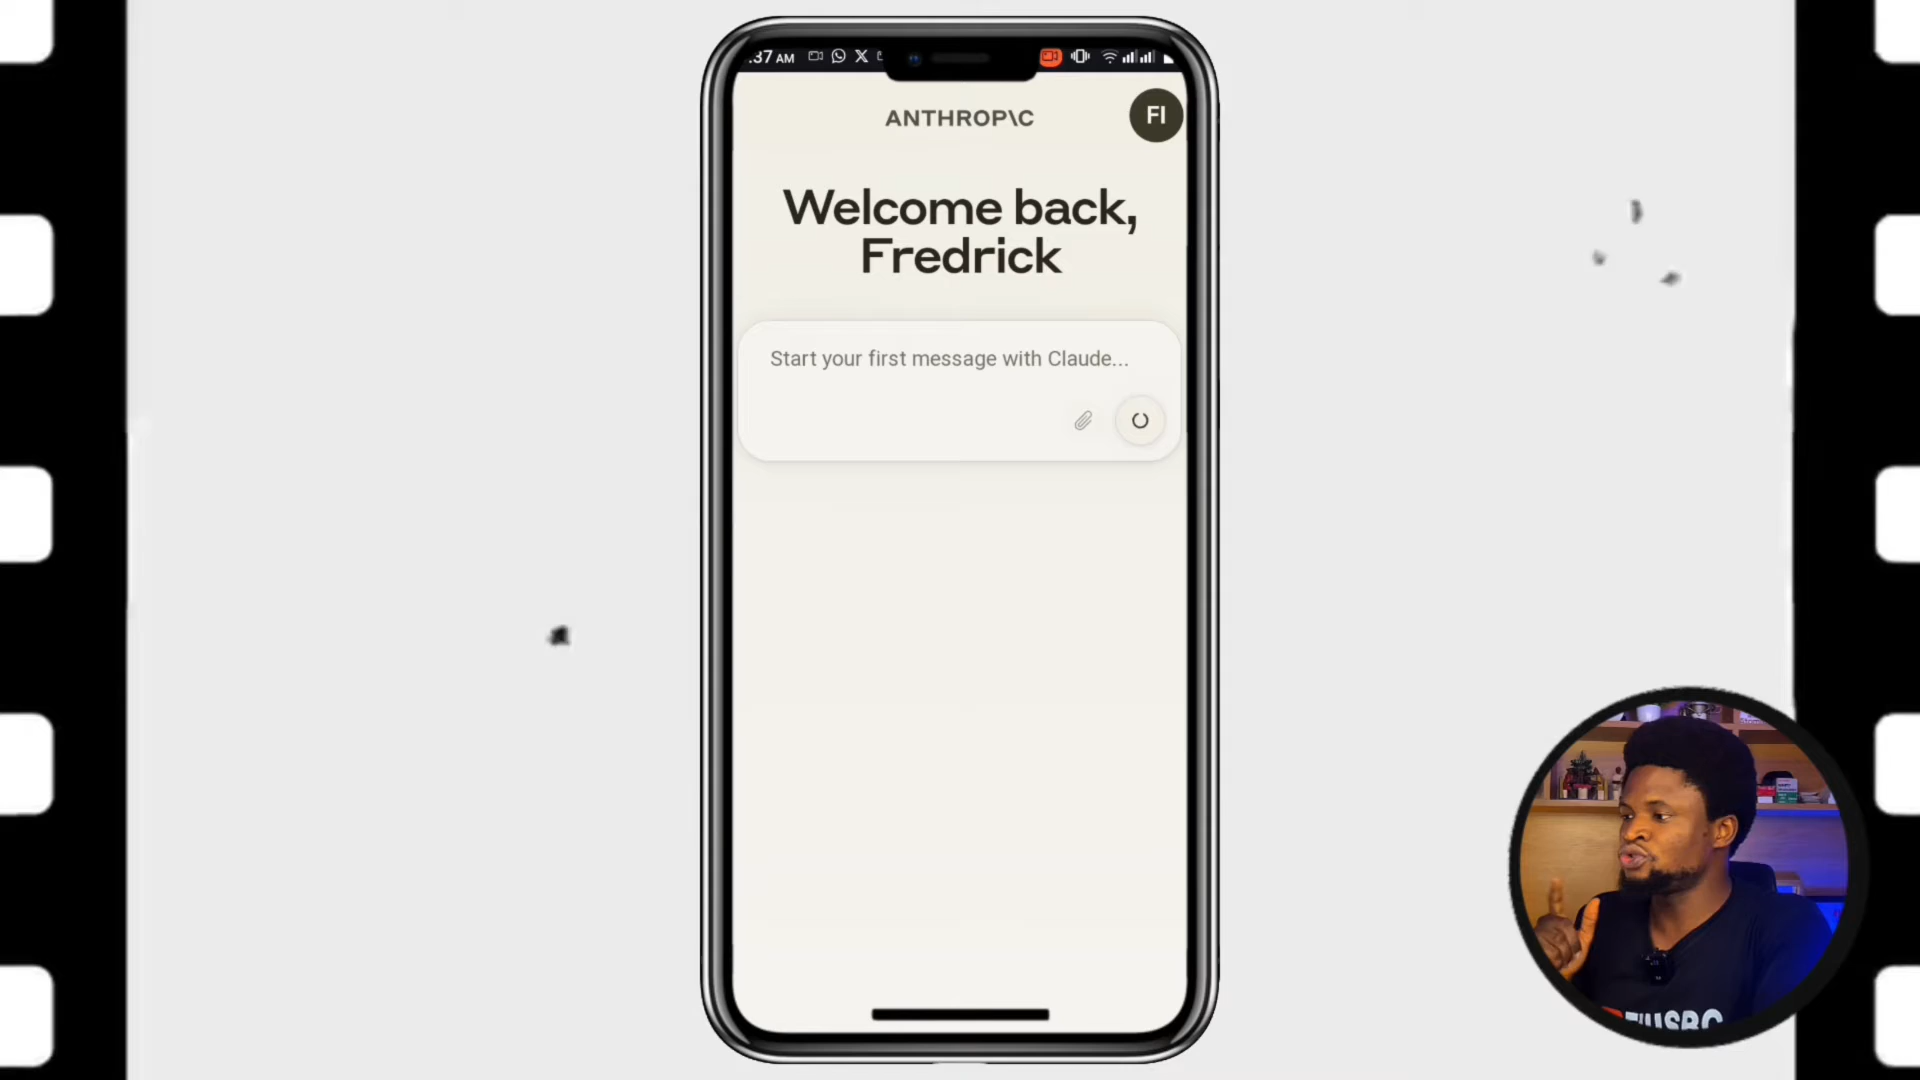 :37 AM
ANTHROP\C
FI
Welcome back,
Fredrick
Start your first message with Claude...